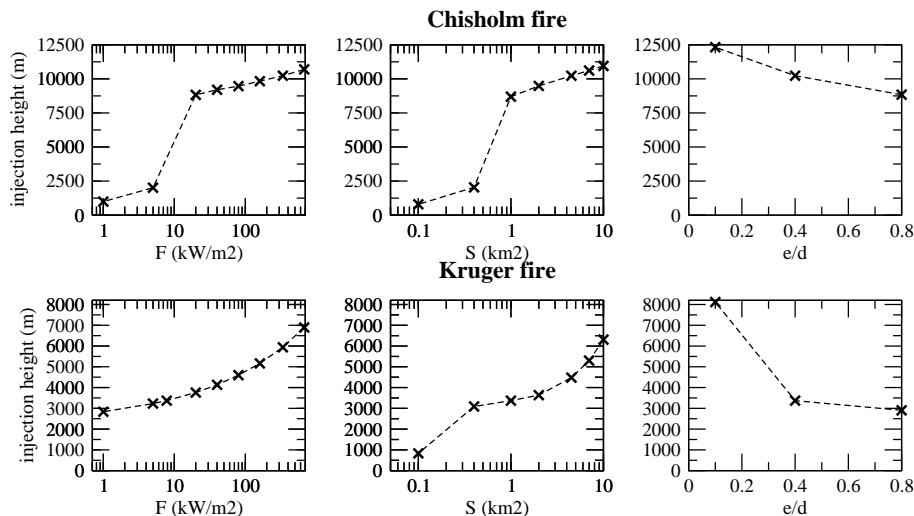 Chisholm fire
12500 12500 12500
10000 10000 10000
7500 7500 7500
5000 5000 5000
2500 2500 2500
0 0 0
injection height (m)
1 10 100 0.1 1 10 0 0.2 0.4 0.6 0.8
F (kW/m2) S (km2) e/d
Kruger fire
8000 8000 8000
7000 7000 7000
6000 6000 6000
5000 5000 5000
4000 4000 4000
3000 3000 3000
2000 2000 2000
1000 1000 1000
0 0 0
injection height (m)
1 10 100 0.1 1 10 0 0.2 0.4 0.6 0.8
F (kW/m2) S (km2) e/d